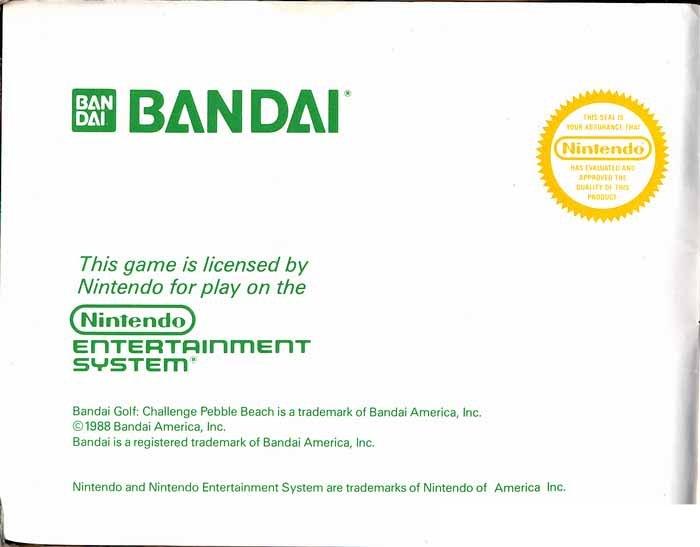 BAN
DAI
BANDAI®
THIS SEAL IS
YOUR ASSURANCE THAT
Nintendo
HAS EVALUATED AND
APPROVED THE
QUALITY OF THIS
PRODUCT.
This game is licensed by
Nintendo for play on the
Nintendo
ENTERTAINMENT
SYSTEM®
Bandai Golf: Challenge Pebble Beach is a trademark of Bandai America, Inc.
©1988 Bandai America, Inc.
Bandai is a registered trademark of Bandai America, Inc.
Nintendo and Nintendo Entertainment System are trademarks of Nintendo of America Inc.